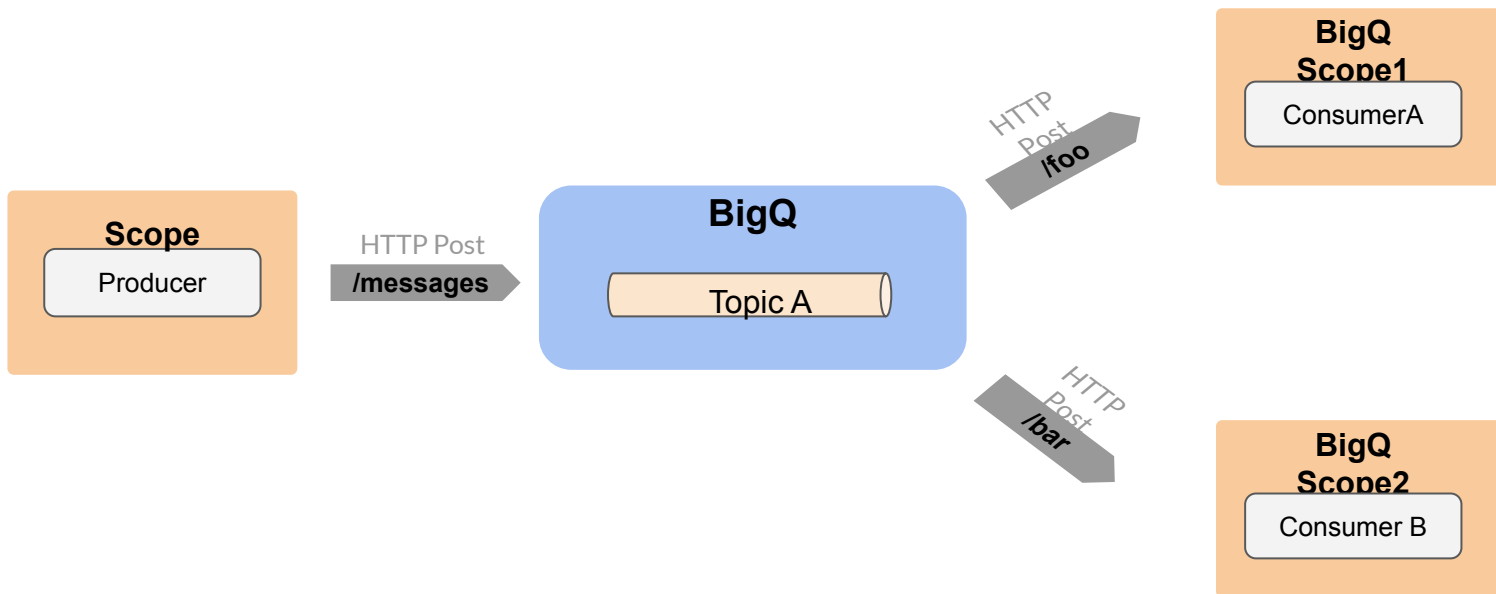 Scope
Producer
HTTP Post
/messages
BigQ
Topic A
HTTP
Post
/foo
BigQ
Scope1
ConsumerA
HTTP
Post
/bar
BigQ
Scope2
Consumer B